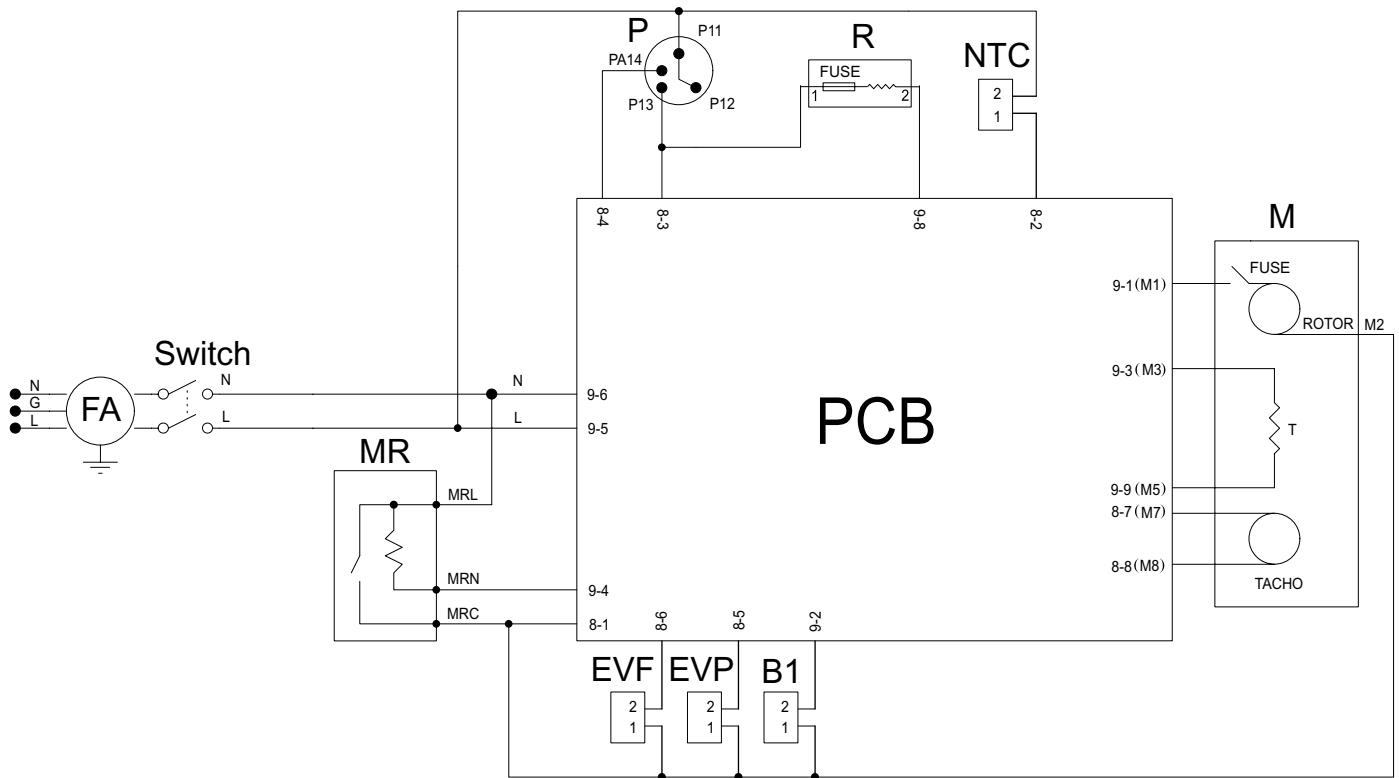 P
P11
PA14
P13
P12
R
FUSE
1
2
NTC
2
1
8-4
8-3
9-8
8-2
M
9-1(M1)
FUSE
ROTOR
M2
9-3(M3)
T
9-9(M5)
8-7(M7)
8-8(M8)
TACHO
Switch
N
G
L
FA
N
L
N
L
9-6
9-5
PCB
MR
MRL
MRN
MRC
9-4
8-1
8-6
8-5
9-2
EVF
2
1
EVP
2
1
B1
2
1